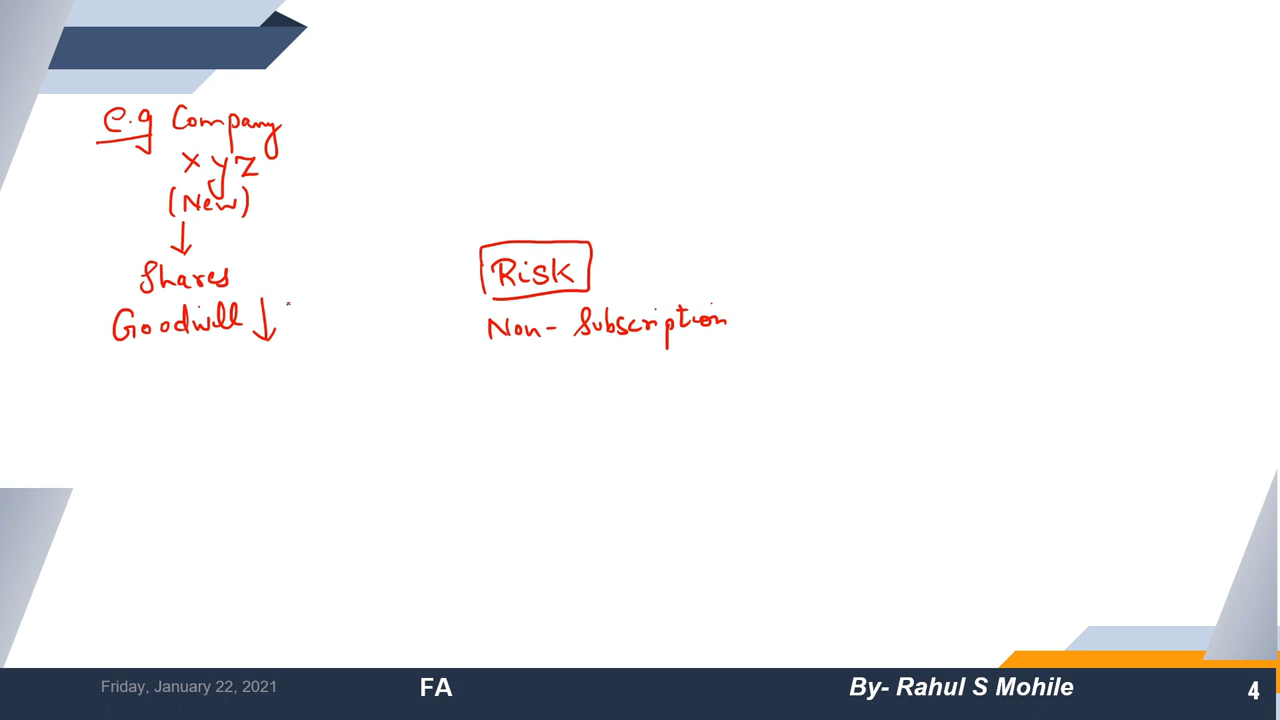 e.g Company
xyz
(New)
Shares
Goodwill
Risk
Non-Subscription
Friday, January 22, 2021
FA
By- Rahul S Mohile
4